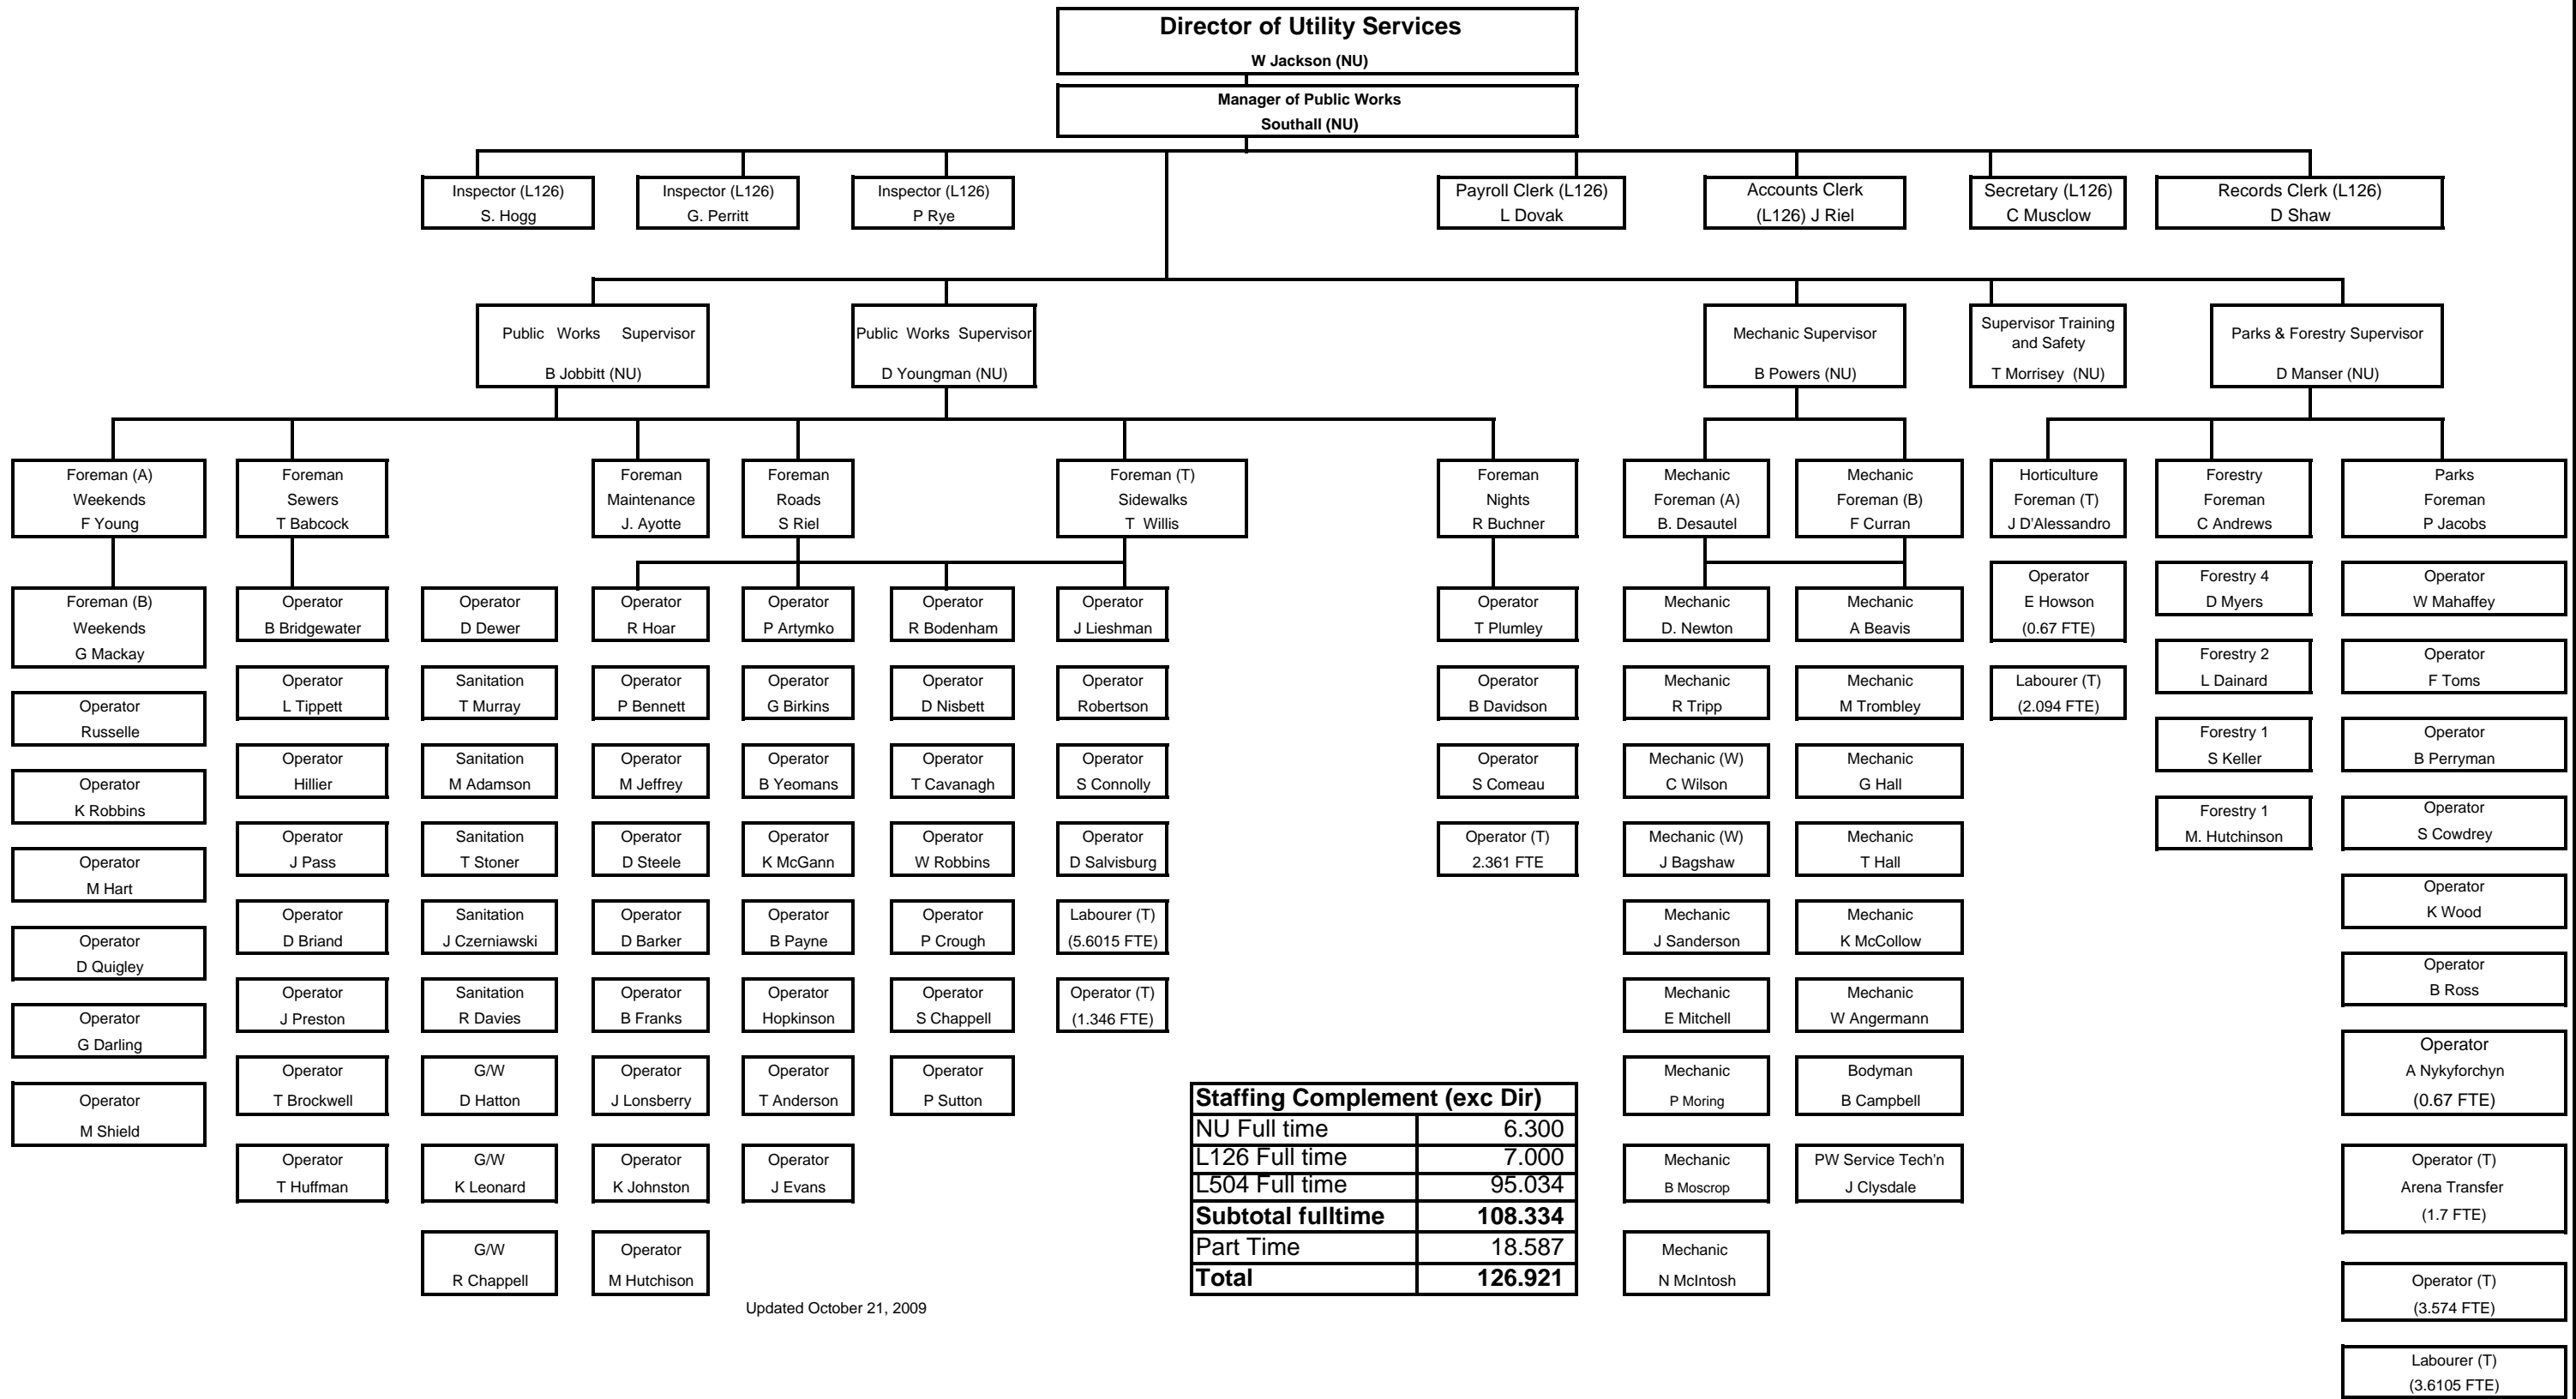 Director of Utility Services
W Jackson (NU)
Manager of Public Works
Southall (NU)
Inspector (L126)
S. Hogg
Inspector (L126)
G. Perritt
Inspector (L126)
P Rye
Payroll Clerk (L126)
L Dovak
Accounts Clerk
(L126) J Riel
Secretary (L126)
C Musclow
Records Clerk (L126)
D Shaw
Public Works Supervisor
B Jobbitt (NU)
Public Works Supervisor
D Youngman (NU)
Mechanic Supervisor
B Powers (NU)
Supervisor Training
and Safety
T Morrisey (NU)
Parks & Forestry Supervisor
D Manser (NU)
Foreman (A)
Weekends
F Young
Foreman
Sewers
T Babcock
Foreman
Maintenance
J. Ayotte
Foreman
Roads
S Riel
Foreman (T)
Sidewalks
T Willis
Foreman
Nights
R Buchner
Mechanic
Foreman (A)
B. Desautel
Mechanic
Foreman (B)
F Curran
Horticulture
Foreman (T)
J D'Alessandro
Forestry
Foreman
C Andrews
Parks
Foreman
P Jacobs
Foreman (B)
Weekends
G Mackay
Operator
Russelle
Operator
K Robbins
Operator
M Hart
Operator
D Quigley
Operator
G Darling
Operator
M Shield
Operator
B Bridgewater
Operator
L Tippett
Operator
Hillier
Operator
J Pass
Operator
D Briand
Operator
J Preston
Operator
T Brockwell
Operator
T Huffman
Operator
D Dewer
Sanitation
T Murray
Sanitation
M Adamson
Sanitation
T Stoner
Sanitation
J Czerniawski
Sanitation
R Davies
G/W
D Hatton
G/W
K Leonard
G/W
R Chappell
Operator
R Hoar
Operator
P Bennett
Operator
M Jeffrey
Operator
D Steele
Operator
D Barker
Operator
B Franks
Operator
J Lonsberry
Operator
K Johnston
Operator
M Hutchison
Operator
P Artymko
Operator
G Birkins
Operator
B Yeomans
Operator
K McGann
Operator
B Payne
Operator
Hopkinson
Operator
T Anderson
Operator
J Evans
Operator
R Bodenham
Operator
D Nisbett
Operator
T Cavanagh
Operator
W Robbins
Operator
P Crough
Operator
S Chappell
Operator
P Sutton
Operator
J Lieshman
Operator
Robertson
Operator
S Connolly
Operator
D Salvisburg
Labourer (T)
(5.6015 FTE)
Operator (T)
(1.346 FTE)
Operator
T Plumley
Operator
B Davidson
Operator
S Comeau
Operator (T)
2.361 FTE
Mechanic
D. Newton
Mechanic
R Tripp
Mechanic (W)
C Wilson
Mechanic (W)
J Bagshaw
Mechanic
J Sanderson
Mechanic
E Mitchell
Mechanic
P Moring
Mechanic
B Moscrop
Mechanic
N McIntosh
Mechanic
A Beavis
Mechanic
M Trombley
Mechanic
G Hall
Mechanic
T Hall
Mechanic
K McCollow
Mechanic
W Angermann
Bodyman
B Campbell
PW Service Tech'n
J Clysdale
Operator
E Howson
(0.67 FTE)
Labourer (T)
(2.094 FTE)
Forestry 4
D Myers
Forestry 2
L Dainard
Forestry 1
S Keller
Forestry 1
M. Hutchinson
Operator
W Mahaffey
Operator
F Toms
Operator
B Perryman
Operator
S Cowdrey
Operator
K Wood
Operator
B Ross
Operator
A Nykyforchyn
(0.67 FTE)
Operator (T)
Arena Transfer
(1.7 FTE)
Operator (T)
(3.574 FTE)
Labourer (T)
(3.6105 FTE)
Staffing Complement (exc Dir)
NU Full time 6.300
L126 Full time 7.000
L504 Full time 95.034
Subtotal fulltime 108.334
Part Time 18.587
Total 126.921
Updated October 21, 2009